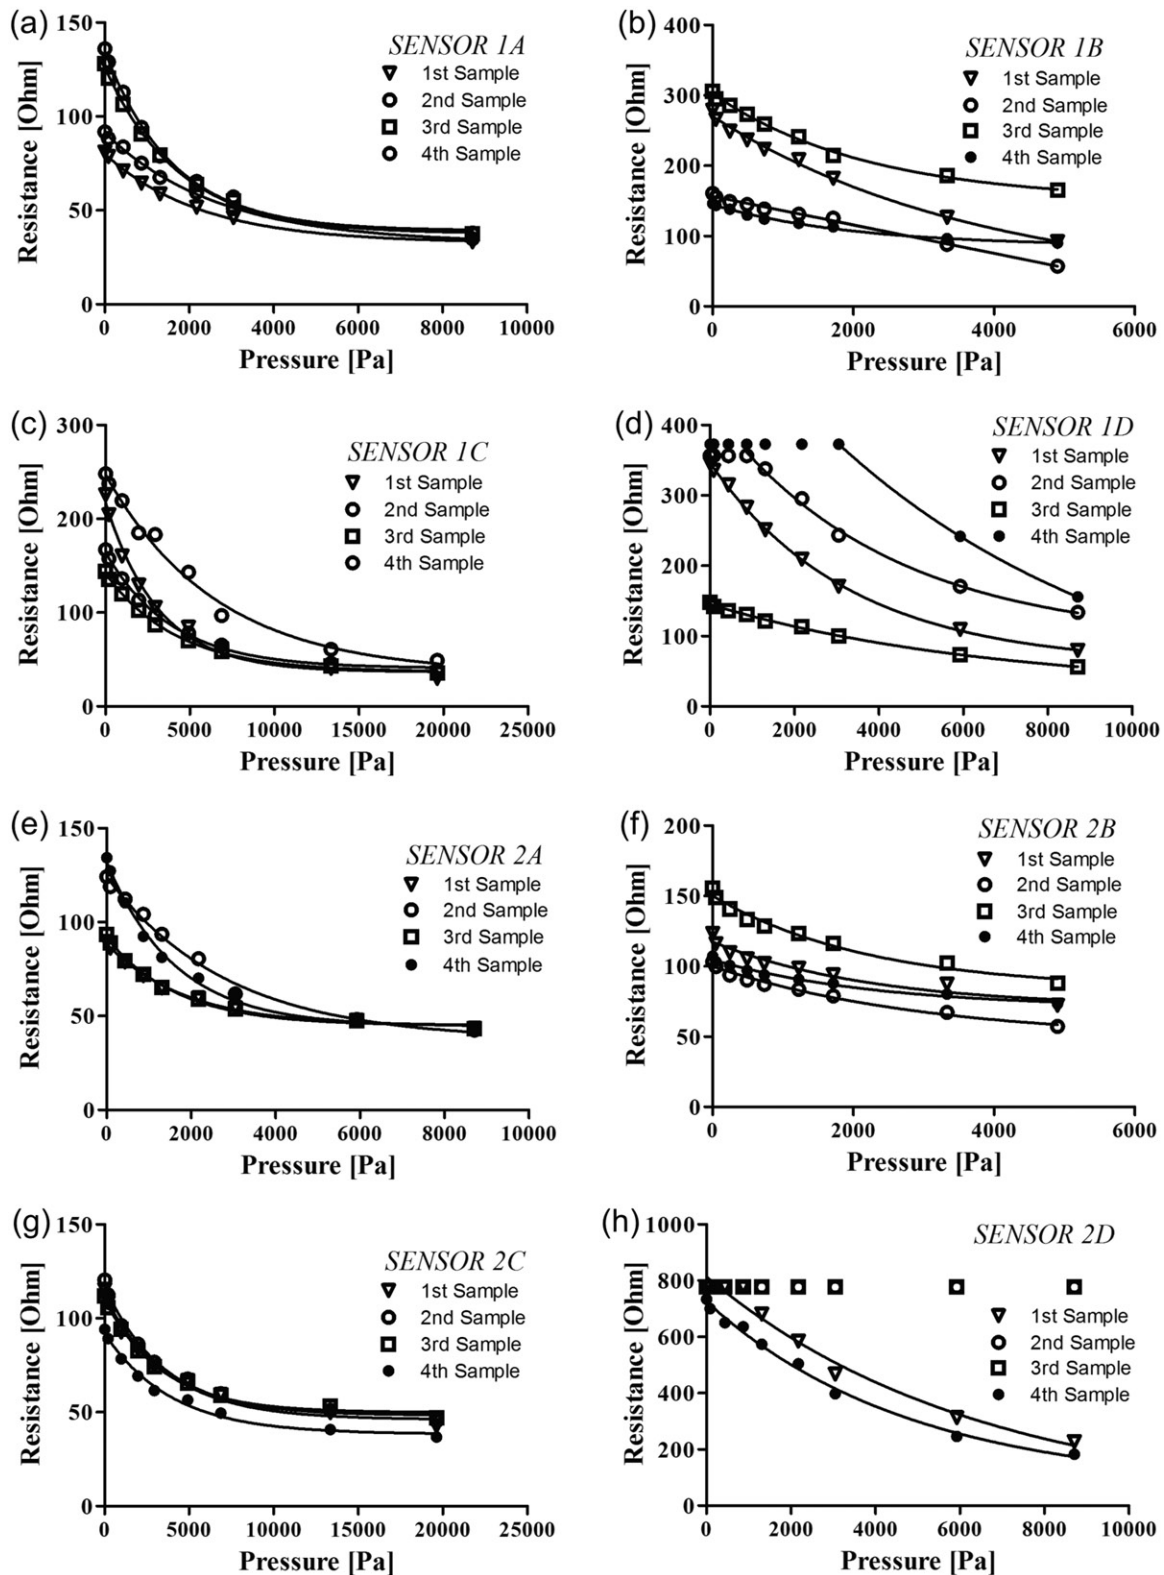 (a)
SENSOR 1A
1st Sample
2nd Sample
3rd Sample
4th Sample
Resistance [Ohm]
150
100
50
0
0 2000 4000 6000 8000 10000
Pressure [Pa]
(b)
SENSOR 1B
1st Sample
2nd Sample
3rd Sample
4th Sample
Resistance [Ohm]
400
300
200
100
0
0 2000 4000 6000
Pressure [Pa]
(c)
SENSOR 1C
1st Sample
2nd Sample
3rd Sample
4th Sample
Resistance [Ohm]
300
200
100
0
0 5000 10000 15000 20000 25000
Pressure [Pa]
(d)
SENSOR 1D
1st Sample
2nd Sample
3rd Sample
4th Sample
Resistance [Ohm]
400
300
200
100
0
0 2000 4000 6000 8000 10000
Pressure [Pa]
(e)
SENSOR 2A
1st Sample
2nd Sample
3rd Sample
4th Sample
Resistance [Ohm]
150
100
50
0
0 2000 4000 6000 8000 10000
Pressure [Pa]
(f)
SENSOR 2B
1st Sample
2nd Sample
3rd Sample
4th Sample
Resistance [Ohm]
200
150
100
50
0
0 2000 4000 6000
Pressure [Pa]
(g)
SENSOR 2C
1st Sample
2nd Sample
3rd Sample
4th Sample
Resistance [Ohm]
150
100
50
0
0 5000 10000 15000 20000 25000
Pressure [Pa]
(h)
SENSOR 2D
1st Sample
2nd Sample
3rd Sample
4th Sample
Resistance [Ohm]
1000
800
600
400
200
0
0 2000 4000 6000 8000 10000
Pressure [Pa]